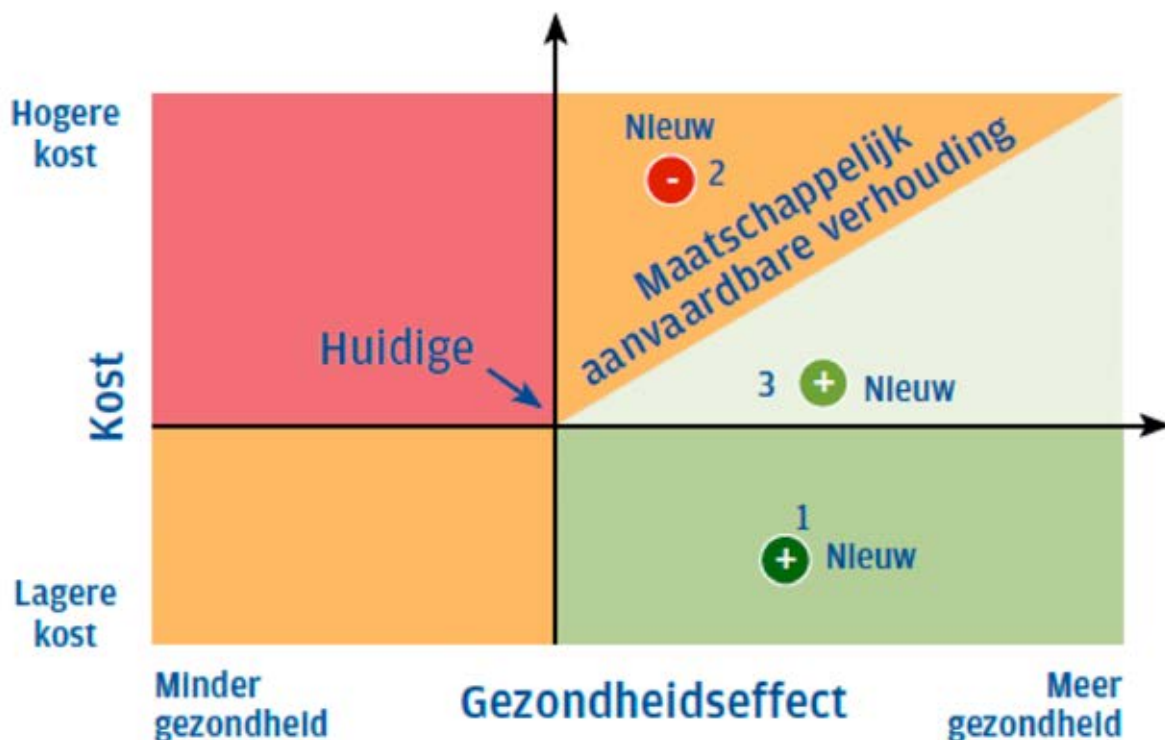 Hogere
kost
Nieuw
- 2
Maatschappelijk
aanvaardbare verhouding
Huidige
Kost
3 + Nieuw
1
+ Nieuw
Lagere
kost
Minder
gezondheid
Gezondheidseffect
Meer
gezondheid